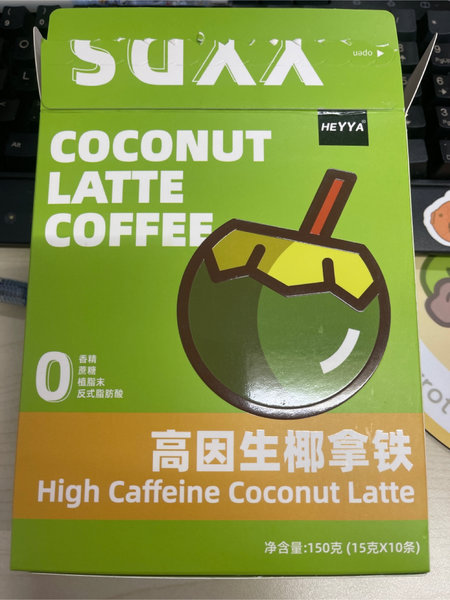 open
HEYYA®
COCONUT
LATTE
COFFEE
0
香精
蔗糖
植脂末
反式脂肪酸
高因生椰拿铁
High Caffeine Coconut Latte
净含量:150克 (15克X10条)